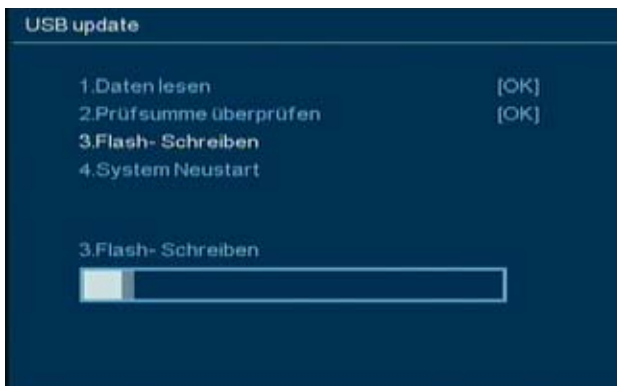 USB update
1.Daten lesen [OK]
2.Prüfsumme überprüfen [OK]
3.Flash- Schreiben
4.System Neustart
3.Flash- Schreiben